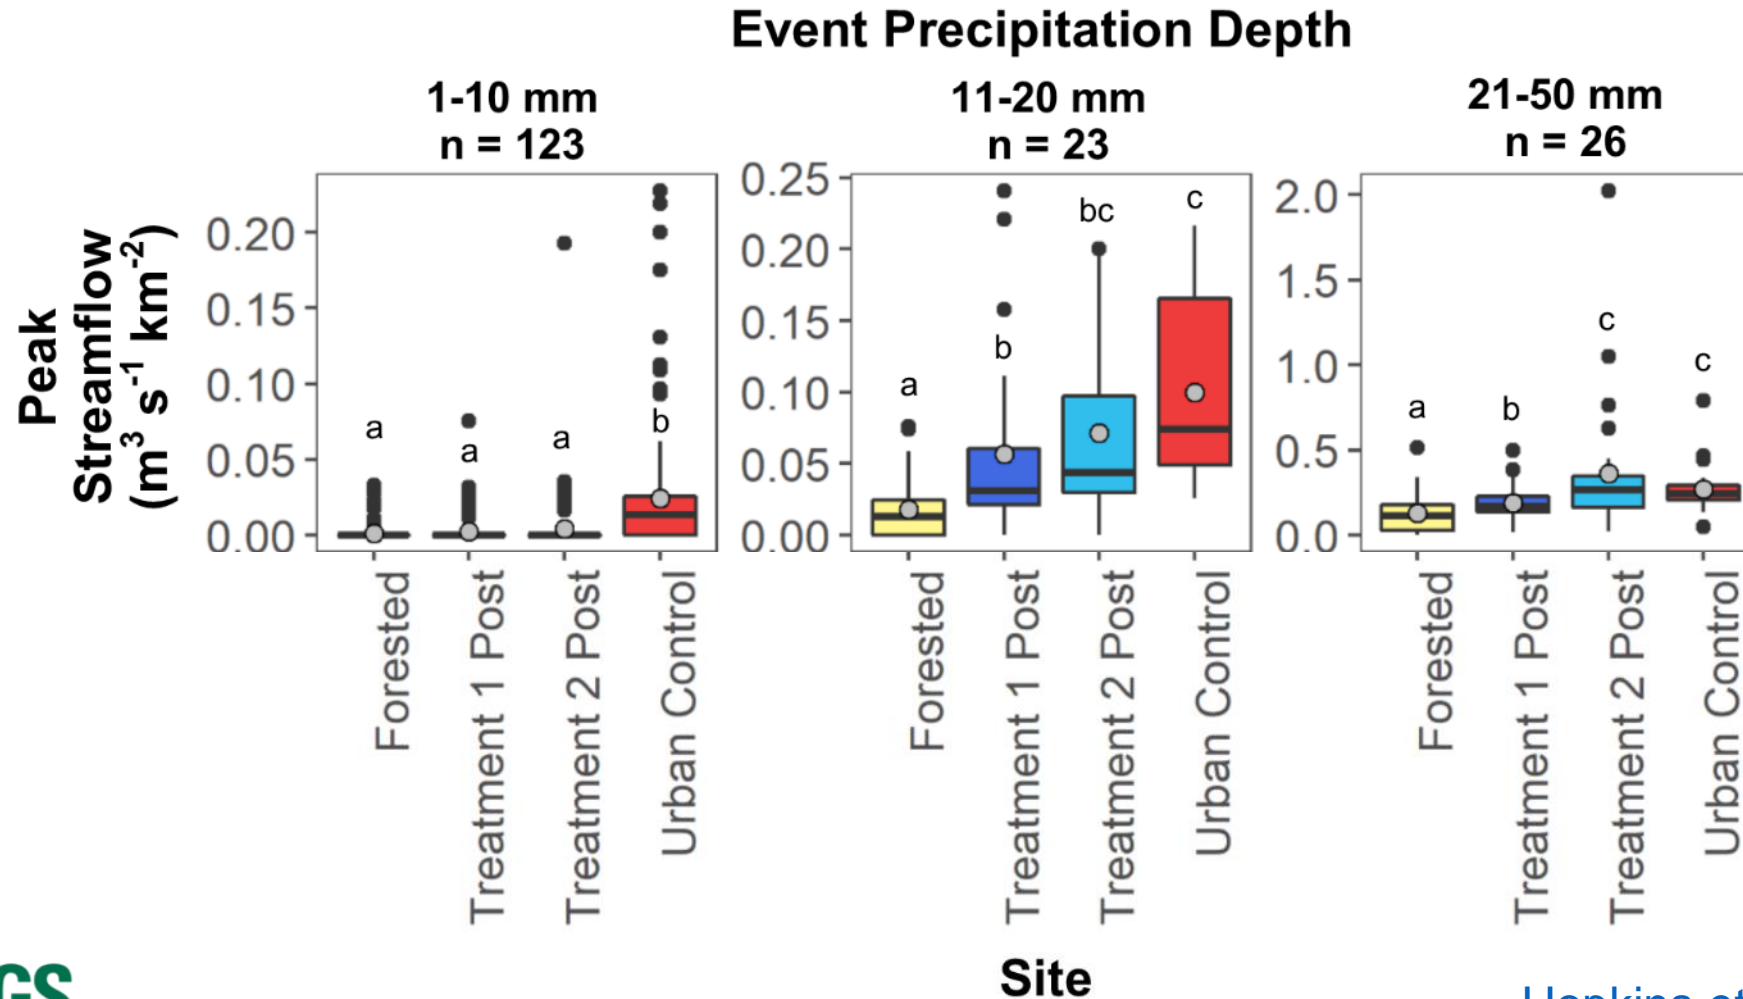 Event Precipitation Depth
1-10 mm
n = 123
11-20 mm
n = 23
21-50 mm
n = 26
Peak
Streamflow
(m³ s⁻¹ km⁻²)
0.20
0.15
0.10
0.05
0.00
a
a
a
b
0.25
0.20
0.15
0.10
0.05
0.00
a
b
bc
c
2.0
1.5
1.0
0.5
0.0
a
b
c
c
Forested
Treatment 1 Post
Treatment 2 Post
Urban Control
Forested
Treatment 1 Post
Treatment 2 Post
Urban Control
Forested
Treatment 1 Post
Treatment 2 Post
Urban Control
Site
GS